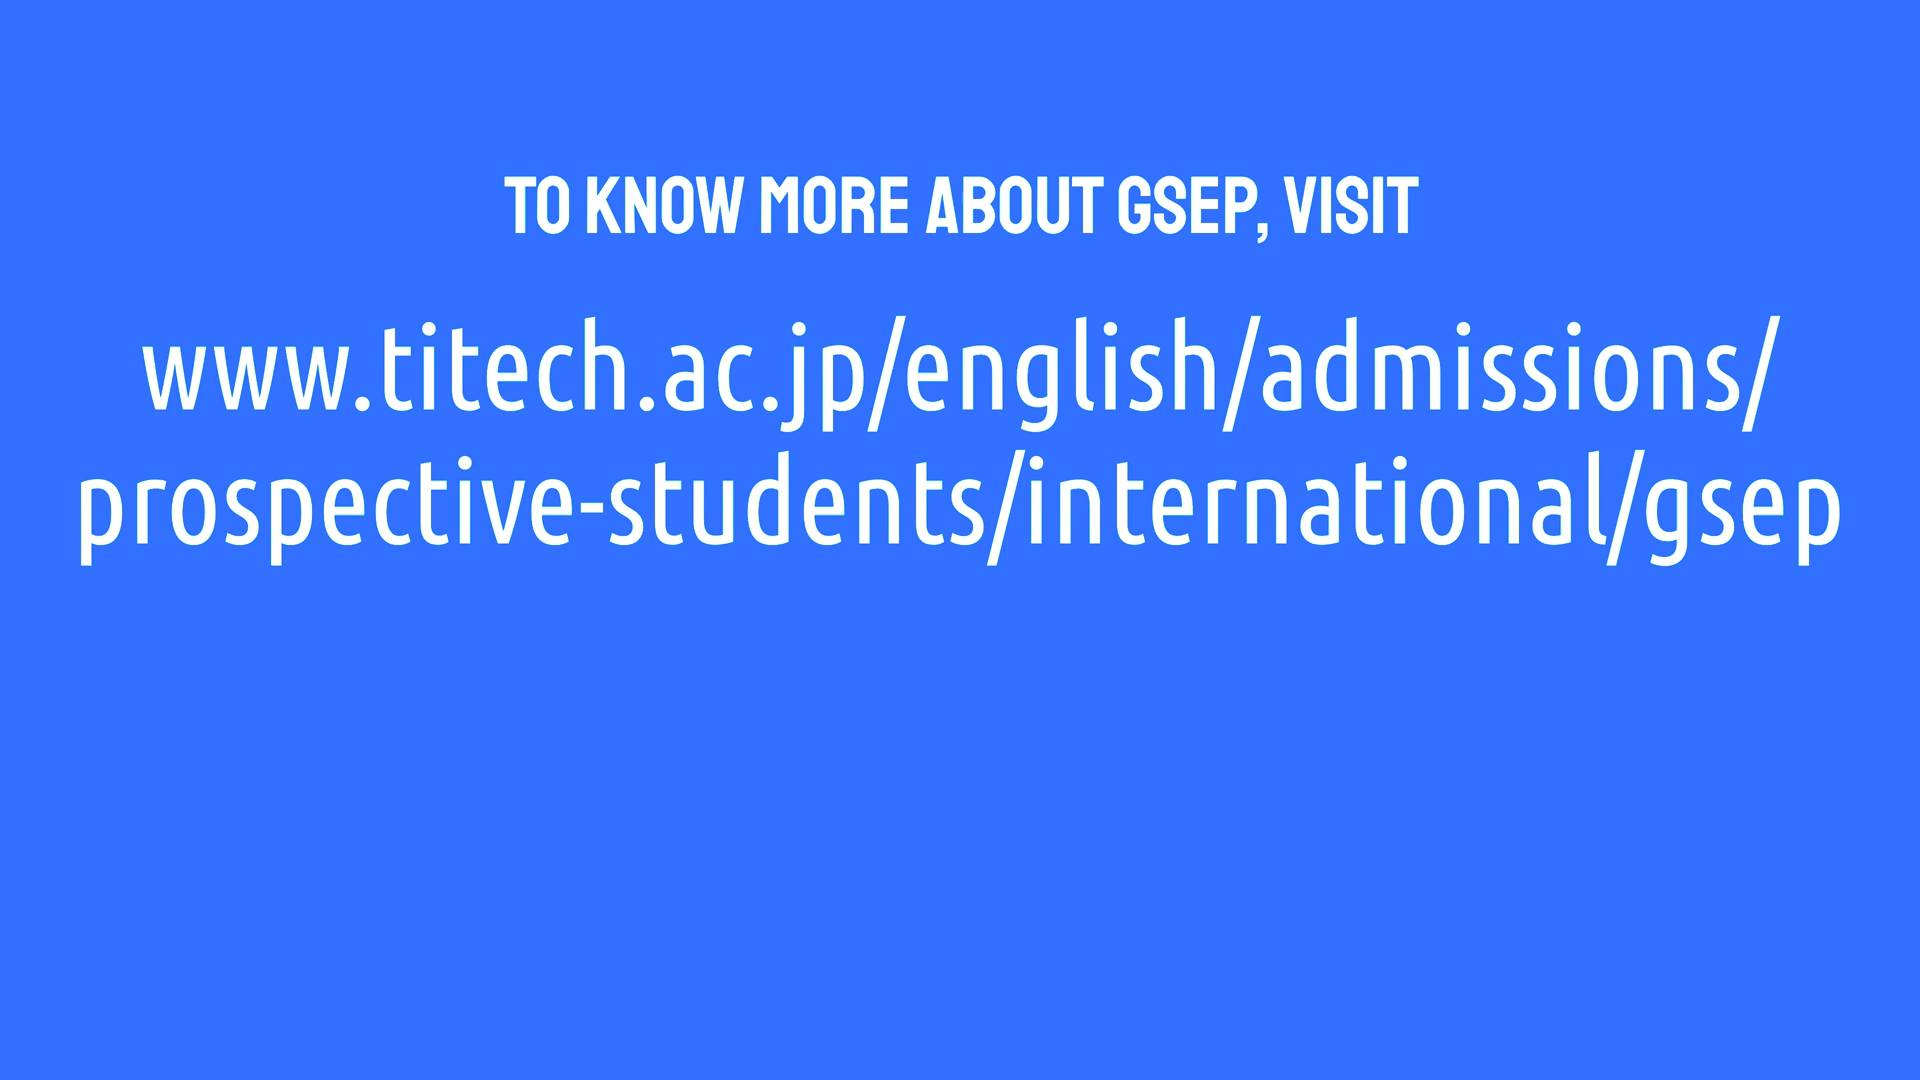 TO KNOW MORE ABOUT GSEP, VISIT
www.titech.ac.jp/english/admissions/
prospective-students/international/gsep